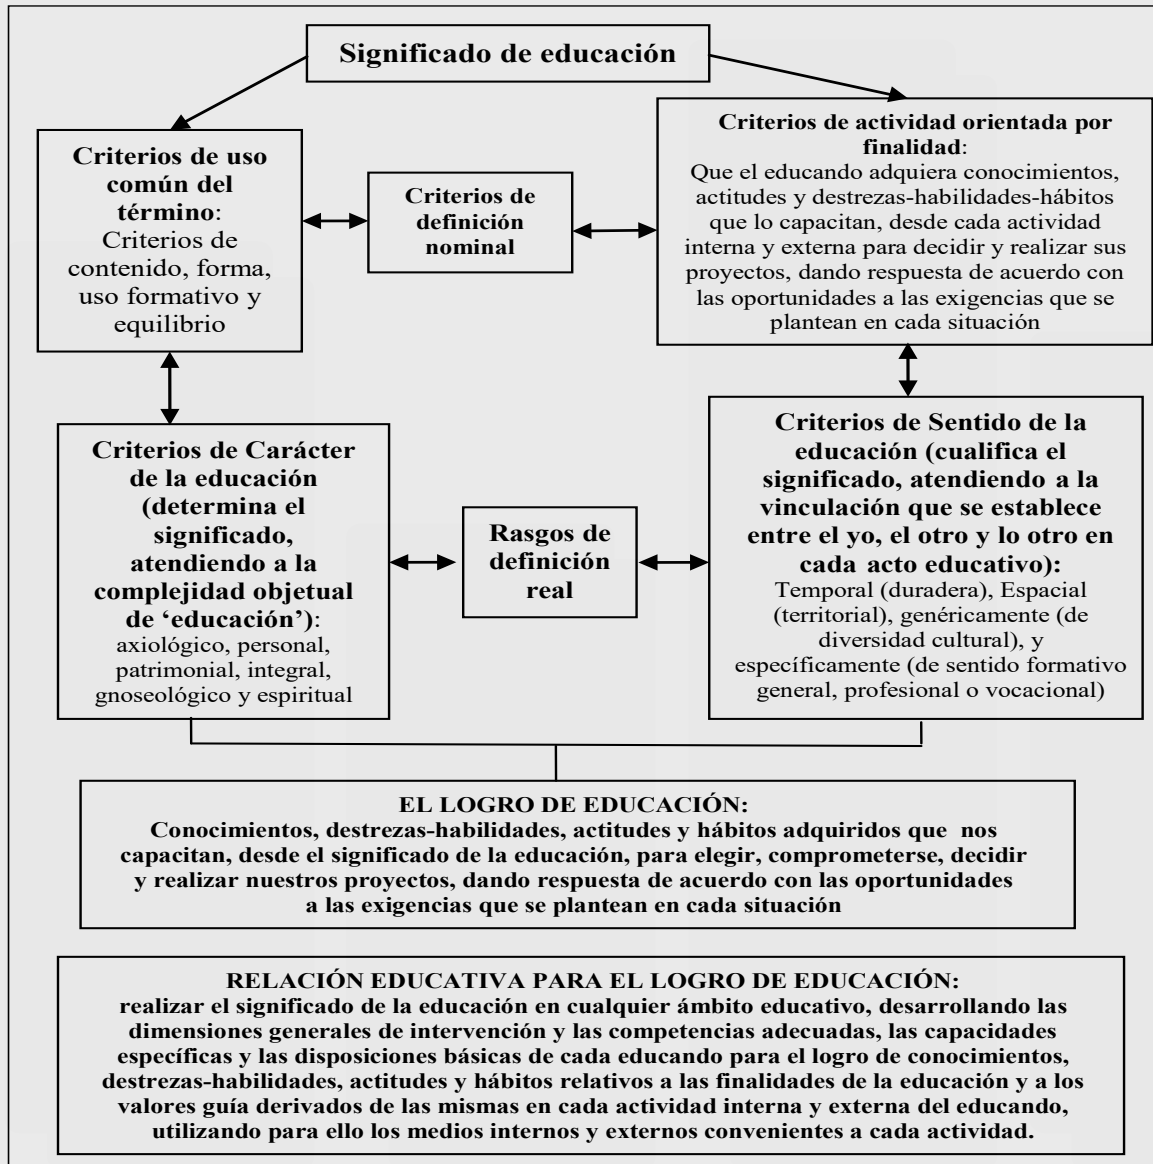 Significado de educación
Criterios de uso
común del
término:
Criterios de
contenido, forma,
uso formativo y
equilibrio
Criterios de
definición
nominal
Criterios de actividad orientada por
finalidad:
Que el educando adquiera conocimientos,
actitudes y destrezas-habilidades-hábitos
que lo capacitan, desde cada actividad
interna y externa para decidir y realizar sus
proyectos, dando respuesta de acuerdo con
las oportunidades a las exigencias que se
plantean en cada situación
Criterios de Carácter
de la educación
(determina el
significado,
atendiendo a la
complejidad objetual
de ‘educación’):
axiológico, personal,
patrimonial, integral,
gnoseológico y espiritual
Rasgos de
definición
real
Criterios de Sentido de la
educación (cualifica el
significado, atendiendo a la
vinculación que se establece
entre el yo, el otro y lo otro en
cada acto educativo):
Temporal (duradera), Espacial
(territorial), genéricamente (de
diversidad cultural), y
específicamente (de sentido formativo
general, profesional o vocacional)
EL LOGRO DE EDUCACIÓN:
Conocimientos, destrezas-habilidades, actitudes y hábitos adquiridos que nos
capacitan, desde el significado de la educación, para elegir, comprometerse, decidir
y realizar nuestros proyectos, dando respuesta de acuerdo con las oportunidades
a las exigencias que se plantean en cada situación
RELACIÓN EDUCATIVA PARA EL LOGRO DE EDUCACIÓN:
realizar el significado de la educación en cualquier ámbito educativo, desarrollando las
dimensiones generales de intervención y las competencias adecuadas, las capacidades
específicas y las disposiciones básicas de cada educando para el logro de conocimientos,
destrezas-habilidades, actitudes y hábitos relativos a las finalidades de la educación y a los
valores guía derivados de las mismas en cada actividad interna y externa del educando,
utilizando para ello los medios internos y externos convenientes a cada actividad.